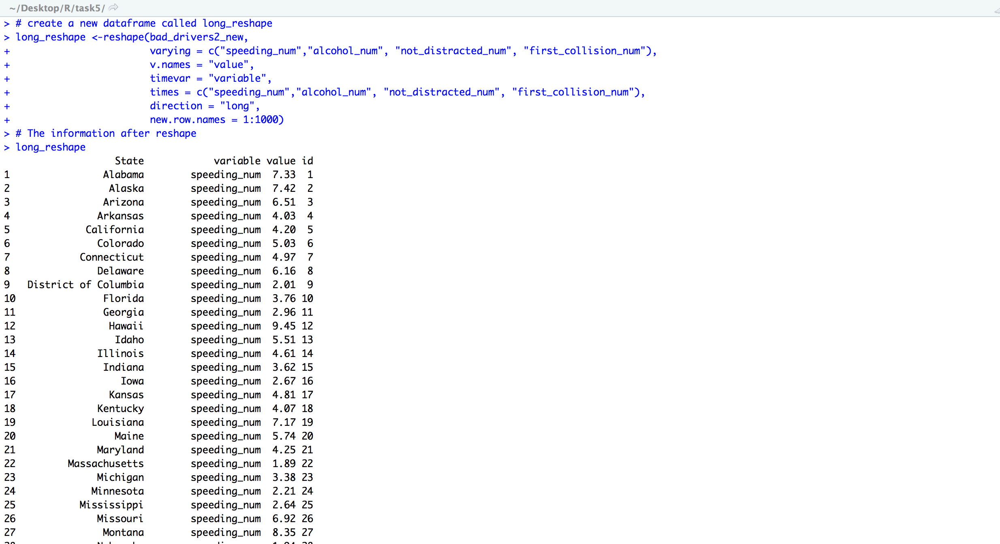 ~/Desktop/R/task5/
> # create a new dataframe called long_reshape
> long_reshape <-reshape(bad_drivers2_new,
+                        varying = c("speeding_num","alcohol_num", "not_distracted_num", "first_collision_num"),
+                        v.names = "value",
+                        timevar = "variable",
+                        times = c("speeding_num","alcohol_num", "not_distracted_num", "first_collision_num"),
+                        direction = "long",
+                        new.row.names = 1:1000)
> # The information after reshape
> long_reshape
                   State            variable value id
1                Alabama        speeding_num  7.33  1
2                 Alaska        speeding_num  7.42  2
3                Arizona        speeding_num  6.51  3
4               Arkansas        speeding_num  4.03  4
5             California        speeding_num  4.20  5
6               Colorado        speeding_num  5.03  6
7            Connecticut        speeding_num  4.97  7
8               Delaware        speeding_num  6.16  8
9   District of Columbia        speeding_num  2.01  9
10               Florida        speeding_num  3.76 10
11               Georgia        speeding_num  2.96 11
12                Hawaii        speeding_num  9.45 12
13                 Idaho        speeding_num  5.51 13
14              Illinois        speeding_num  4.61 14
15               Indiana        speeding_num  3.62 15
16                  Iowa        speeding_num  2.67 16
17                Kansas        speeding_num  4.81 17
18              Kentucky        speeding_num  4.07 18
19             Louisiana        speeding_num  7.17 19
20                 Maine        speeding_num  5.74 20
21              Maryland        speeding_num  4.25 21
22         Massachusetts        speeding_num  1.89 22
23              Michigan        speeding_num  3.38 23
24             Minnesota        speeding_num  2.21 24
25           Mississippi        speeding_num  2.64 25
26              Missouri        speeding_num  6.92 26
27               Montana        speeding_num  8.35 27